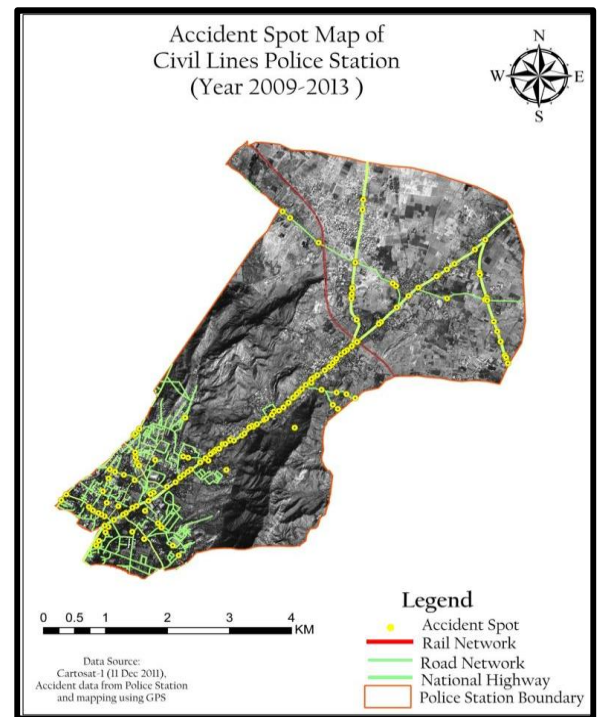 Accident Spot Map of
Civil Lines Police Station
(Year 2009-2013 )
N
W E
S
0 0.5 1 2 3 4
KM
Data Source:
Cartosat-1 (11 Dec 2011),
Accident data from Police Station
and mapping using GPS
Legend
Accident Spot
Rail Network
Road Network
National Highway
Police Station Boundary